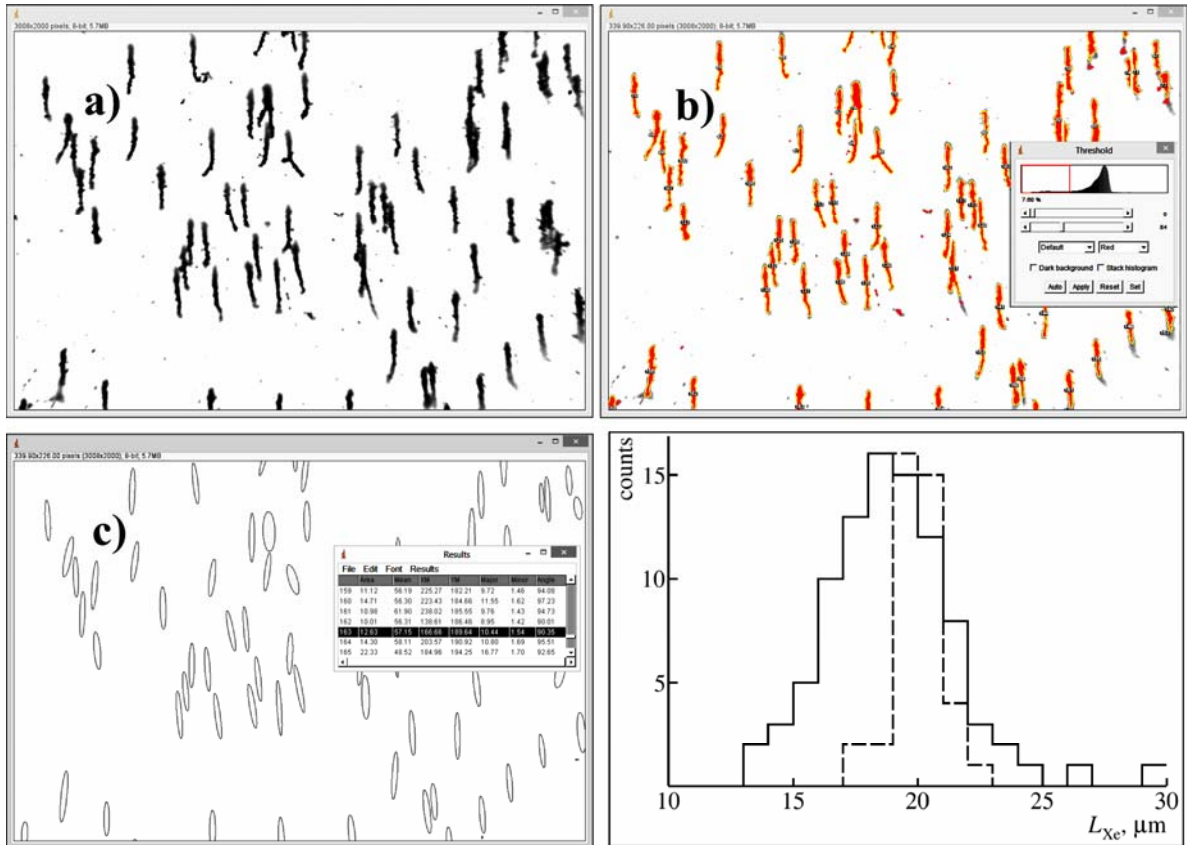 3008x2000 pixels; 8-bit; 5.7MB
a)
339.90x226.00 pixels (3008x2000); 8-bit; 5.7MB
b)
Threshold
7.60 %
0
84
Default Red
Dark background Stack histogram
Auto Apply Reset Set
339.90x226.00 pixels (3008x2000); 8-bit; 5.7MB
c)
Results
File Edit Font Results
Area Mean XM YM Major Minor Angle
159 11.12 56.19 225.27 182.21 9.72 1.46 94.08
160 14.71 56.30 223.43 184.66 11.55 1.62 97.23
161 10.98 61.90 238.02 185.55 9.76 1.43 94.73
162 10.01 56.31 138.61 186.46 8.95 1.42 90.01
163 12.63 57.15 166.66 189.64 10.44 1.54 90.35
164 14.30 58.11 203.57 190.92 10.80 1.69 95.51
165 22.33 48.52 184.96 194.25 16.77 1.70 92.65
counts
15
10
5
10 15 20 25 30
L_Xe, μm